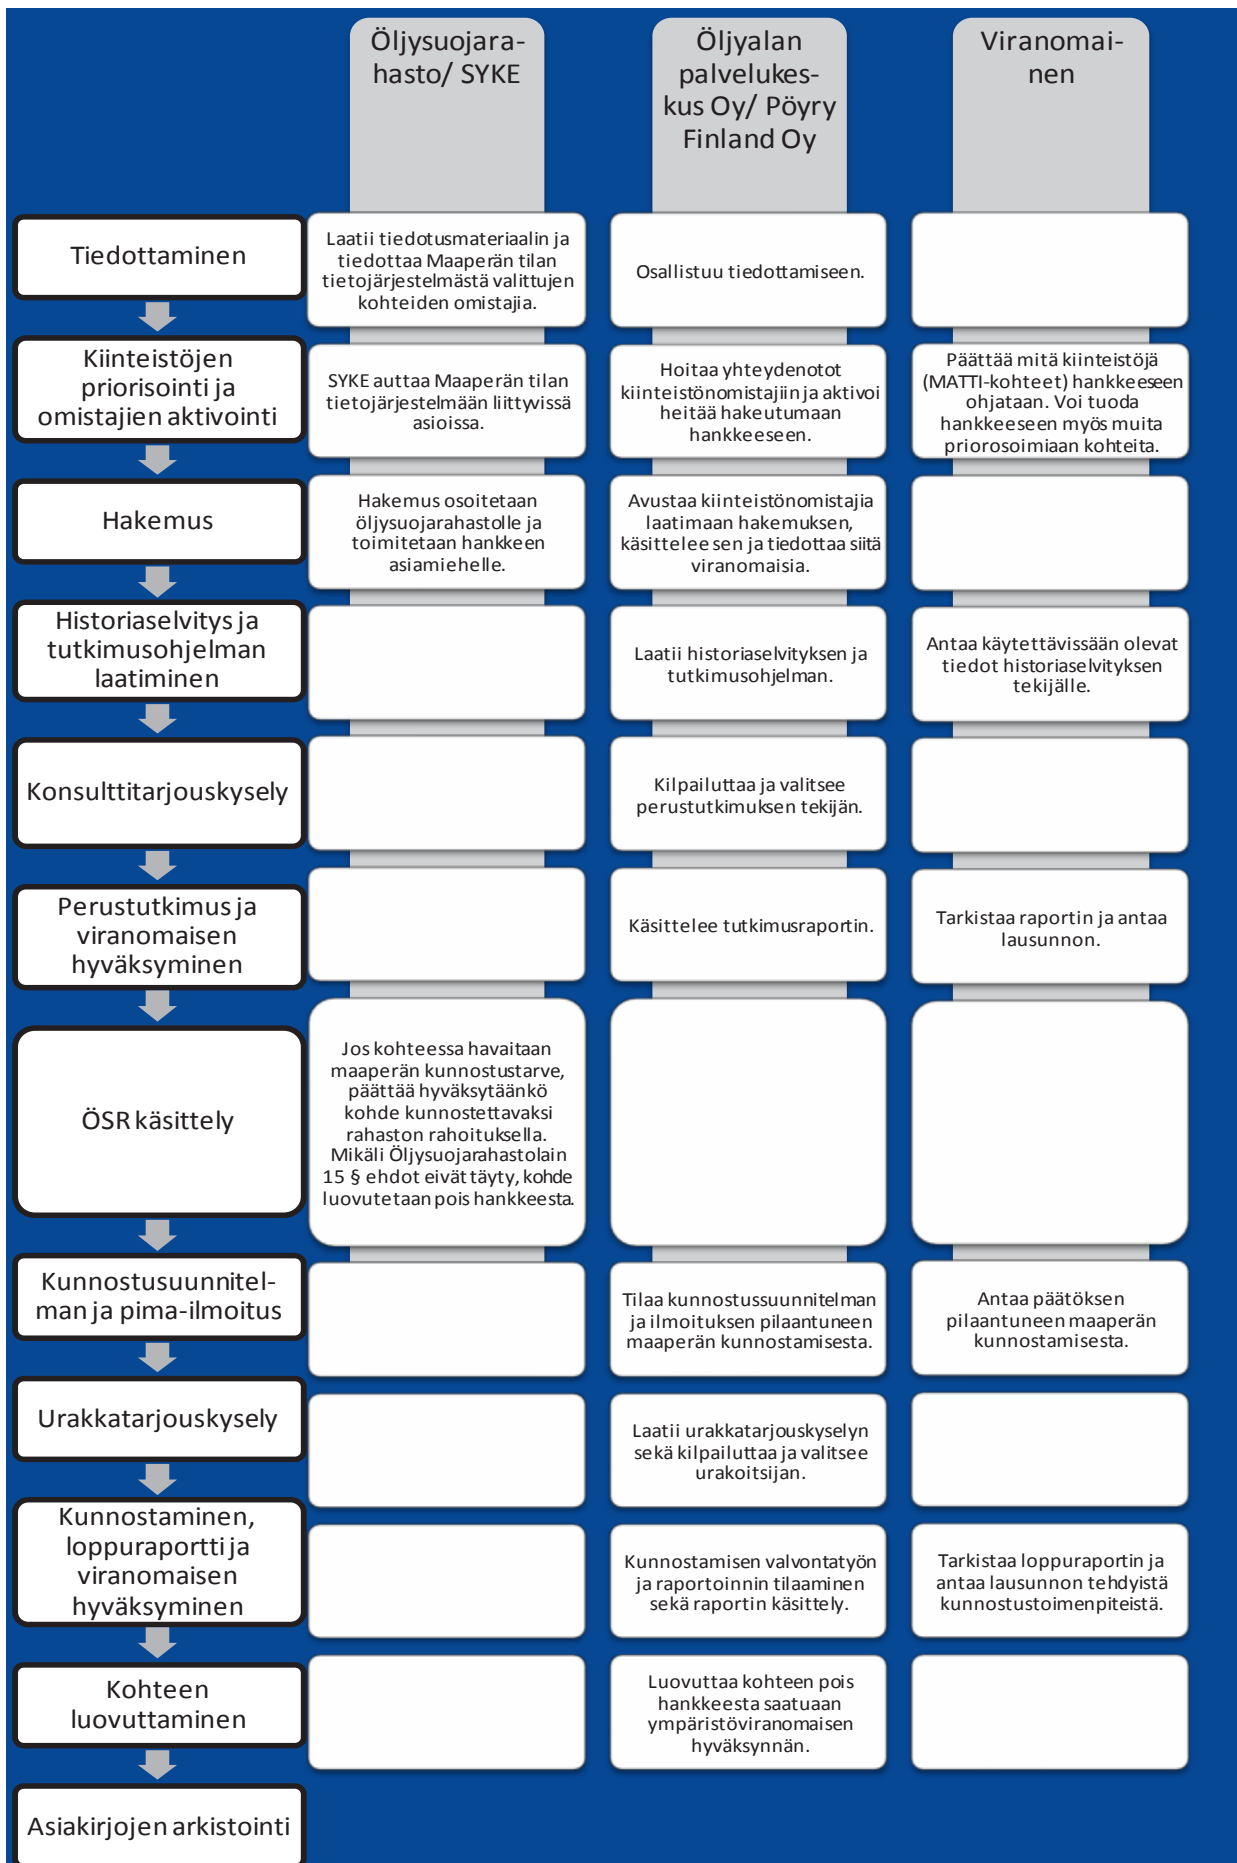 Öljysuojara-
hasto/ SYKE
Öljyalan
palvelukes-
kus Oy/ Pöyry
Finland Oy
Viranomai-
nen
Tiedottaminen
Laatii tiedotusmateriaalin ja
tiedottaa Maaperän tilan
tietojärjestelmästä valittujen
kohteiden omistajia.
Osallistuu tiedottamiseen.
Kiinteistöjen
priorisointi ja
omistajien aktivointi
SYKE auttaa Maaperän tilan
tietojärjestelmään liittyvissä
asioissa.
Hoitaa yhteydenotot
kiinteistönomistajiin ja aktivoi
heitää hakeutumaan
hankkeeseen.
Päättää mitä kiinteistöjä
(MATTI-kohteet) hankkeeseen
ohjataan. Voi tuoda
hankkeeseen myös muita
priorosoimiaan kohteita.
Hakemus
Hakemus osoitetaan
öljysuojarahastolle ja
toimitetaan hankkeen
asiamiehelle.
Avustaa kiinteistönomistajia
laatimaan hakemuksen,
käsittelee sen ja tiedottaa siitä
viranomaisia.
Historiaselvitys ja
tutkimusohjelman
laatiminen
Laatii historiaselvityksen ja
tutkimusohjelman.
Antaa käytettävissään olevat
tiedot historiaselvityksen
tekijälle.
Konsulttitarjouskysely
Kilpailuttaa ja valitsee
perustutkimuksen tekijän.
Perustutkimus ja
viranomaisen
hyväksyminen
Käsittelee tutkimusraportin.
Tarkistaa raportin ja antaa
lausunnon.
ÖSR käsittely
Jos kohteessa havaitaan
maaperän kunnostustarve,
päättää hyväksytäänkö
kohde kunnostettavaksi
rahaston rahoituksella.
Mikäli Öljysuojarahastolain
15 § ehdot eivät täyty, kohde
luovutetaan pois hankkeesta.
Kunnostusuunnitel-
man ja pima-ilmoitus
Tilaa kunnostussuunnitelman
ja ilmoituksen pilaantuneen
maaperän kunnostamisesta.
Antaa päätöksen
pilaantuneen maaperän
kunnostamisesta.
Urakkatarjouskysely
Laatii urakkatarjouskyselyn
sekä kilpailuttaa ja valitsee
urakoitsijan.
Kunnostaminen,
loppuraportti ja
viranomaisen
hyväksyminen
Kunnostamisen valvontatyön
ja raportoinnin tilaaminen
sekä raportin käsittely.
Tarkistaa loppuraportin ja
antaa lausunnon tehdyistä
kunnostustoimenpiteistä.
Kohteen
luovuttaminen
Luovuttaa kohteen pois
hankkeesta saatuaan
ympäristöviranomaisen
hyväksynnän.
Asiakirjojen arkistointi